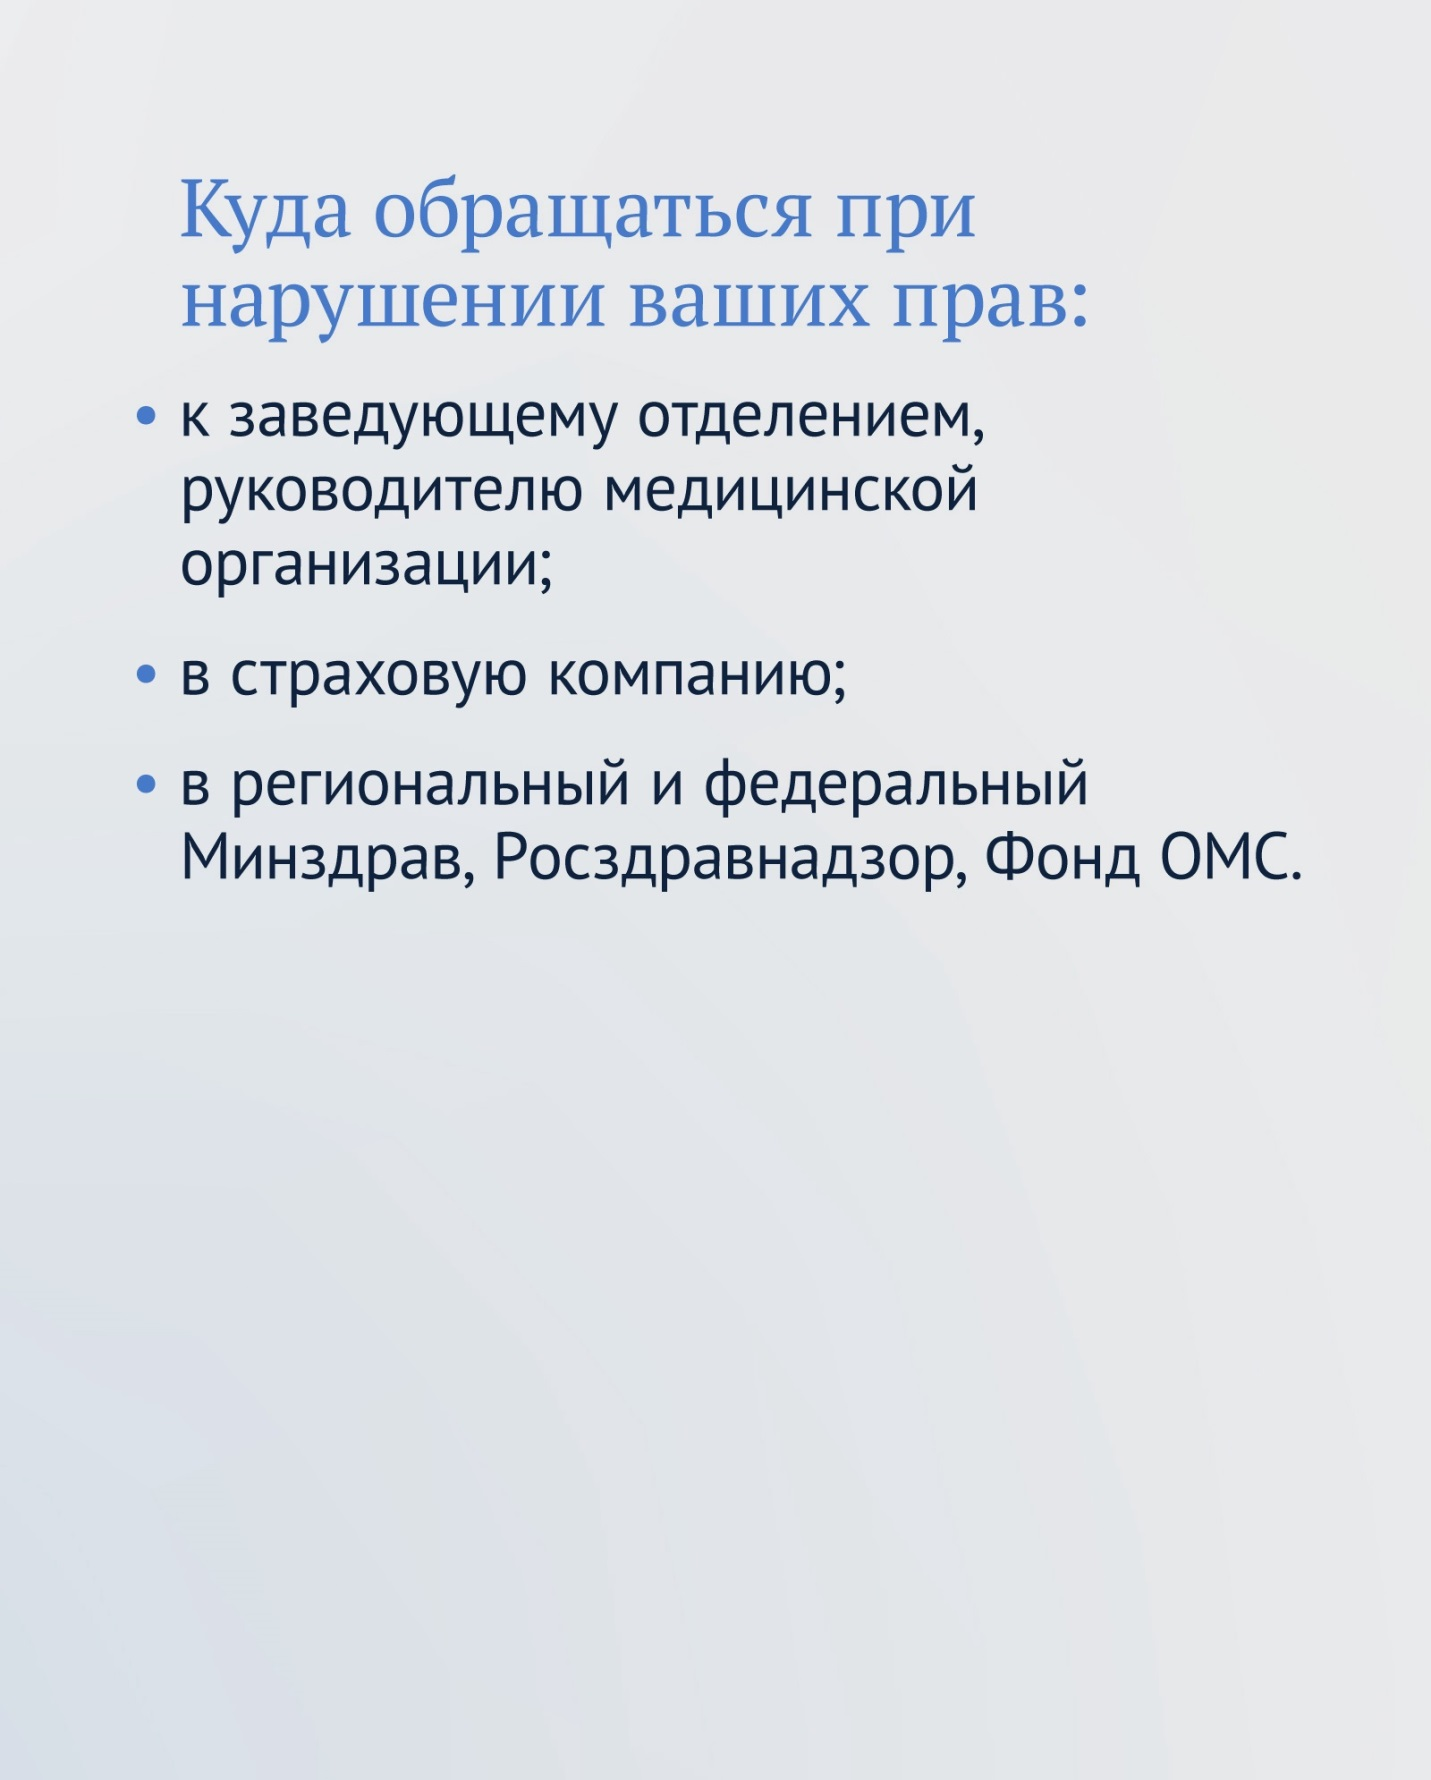 Куда обращаться при
нарушении ваших прав:
• к заведующему отделением,
руководителю медицинской
организации;
• в страховую компанию;
• в региональный и федеральный
Минздрав, Росздравнадзор, Фонд ОМС.